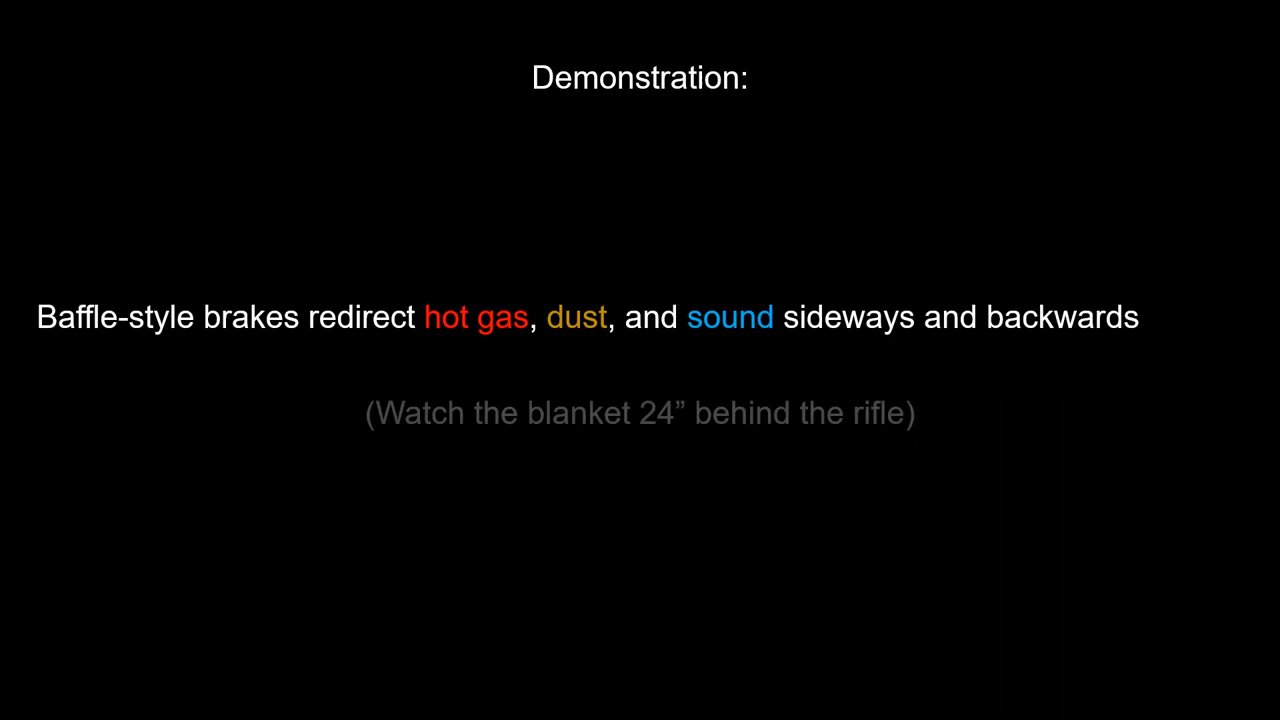 Demonstration:
Baffle-style brakes redirect hot gas, dust, and sound sideways and backwards
(Watch the blanket 24” behind the rifle)